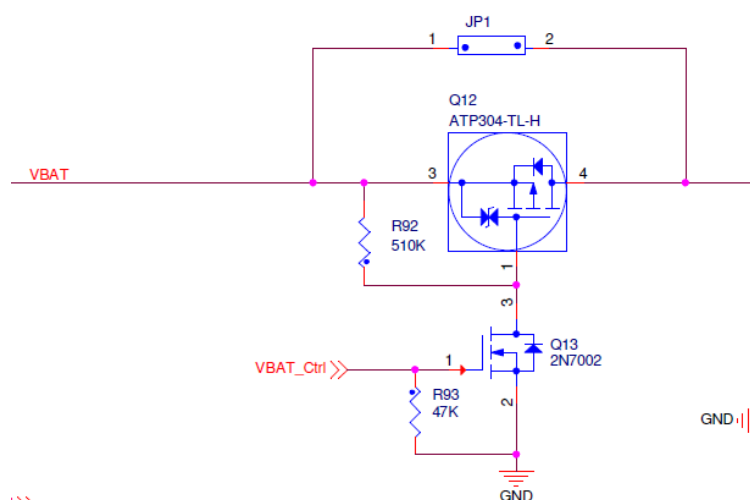 JP1
1
2
Q12
ATP304-TL-H
VBAT
3
4
R92
510K
1
3
VBAT_Ctrl
1
Q13
2N7002
R93
47K
2
GND
GND